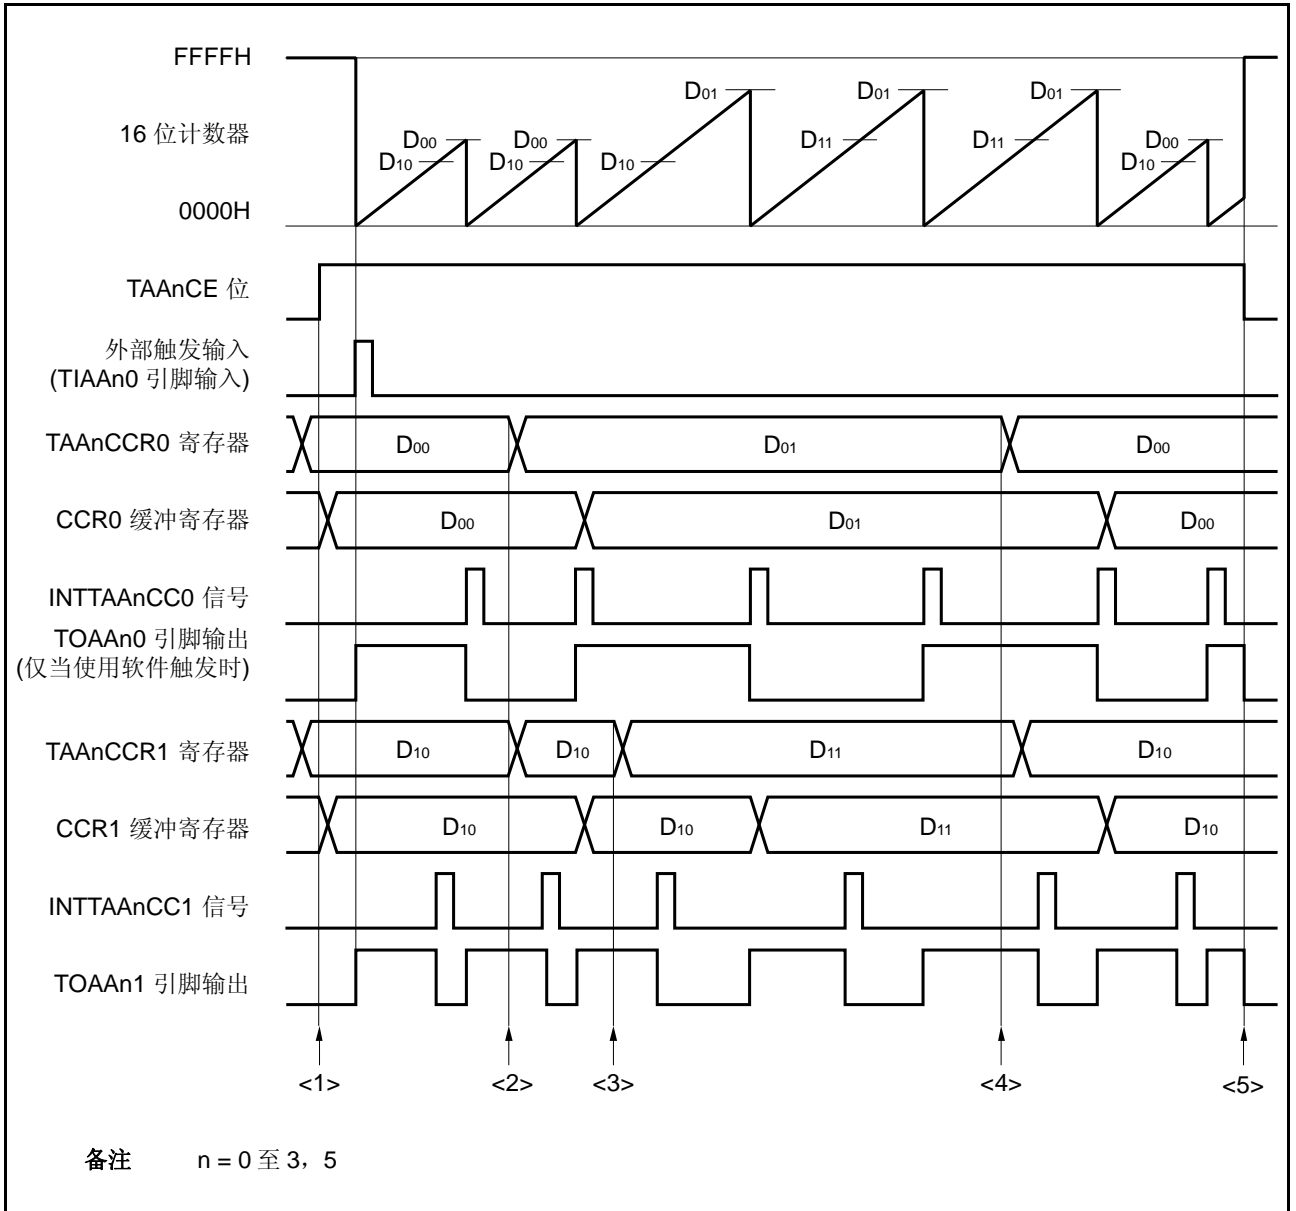 FFFFH
16 位计数器
0000H
D00 D10 D00 D10 D01 D10 D01 D11 D01 D11 D00 D10
TAAnCE 位
外部触发输入
(TIAAn0 引脚输入)
TAAnCCR0 寄存器 D00 D01 D00
CCR0 缓冲寄存器 D00 D01 D00
INTTAAnCC0 信号
TOAAn0 引脚输出
(仅当使用软件触发时)
TAAnCCR1 寄存器 D10 D10 D11 D10
CCR1 缓冲寄存器 D10 D10 D11 D10
INTTAAnCC1 信号
TOAAn1 引脚输出
<1> <2> <3> <4> <5>
备注 n = 0 至 3，5